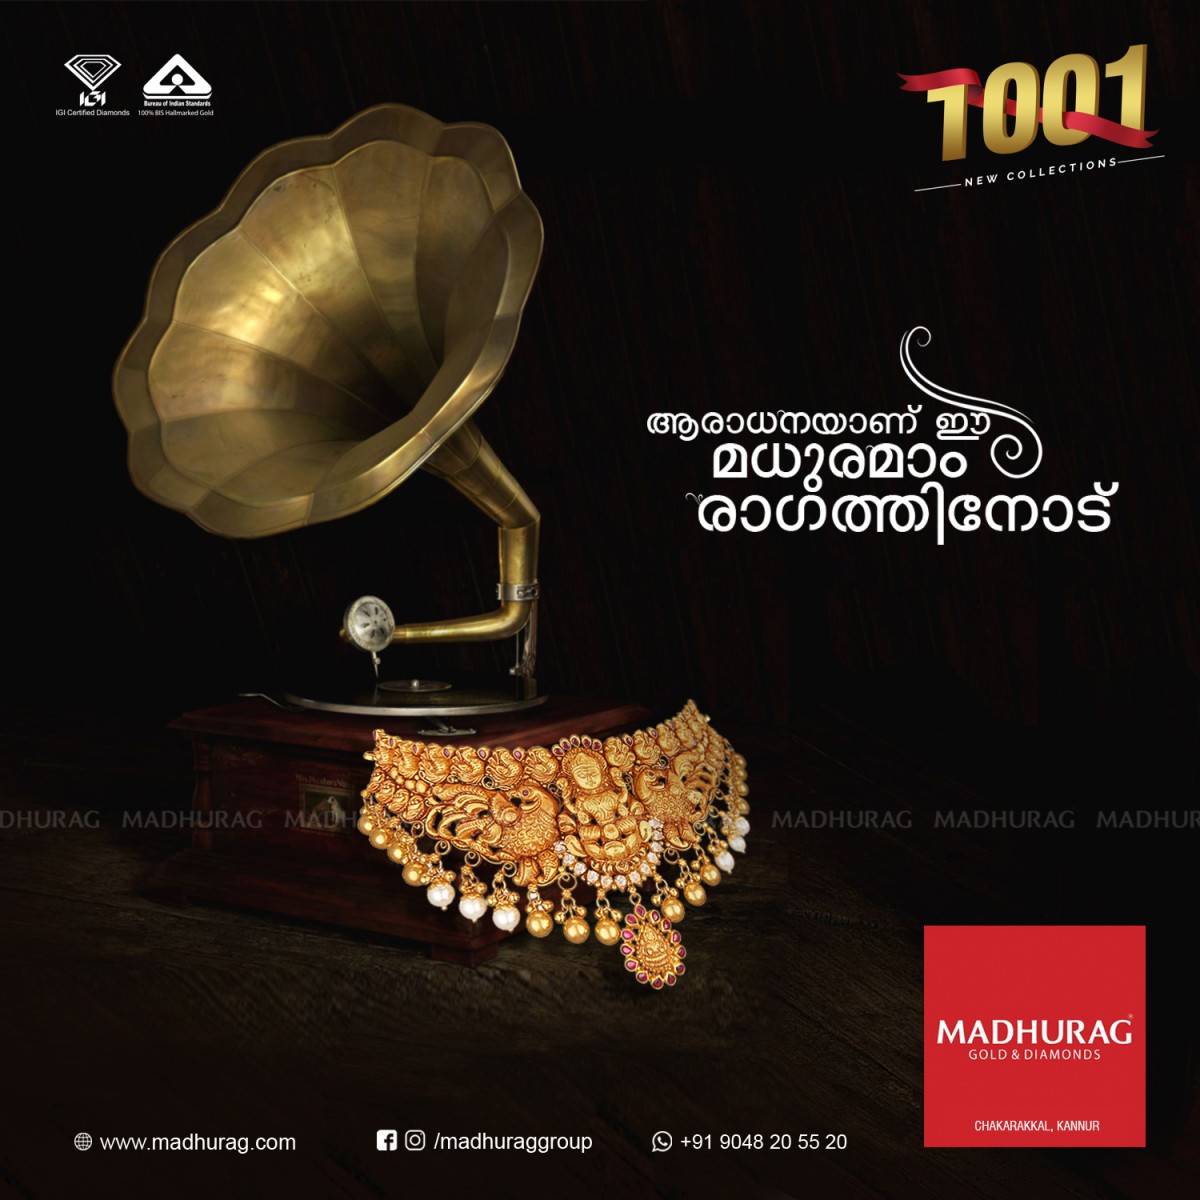 IGI
IGI Certified Diamonds
Bureau of Indian Standards
100% BIS Hallmarked Gold
1001
NEW COLLECTIONS
ആരാധനയാണ് ഈ
മധുരമാം
രാഗത്തിനോട്
DHURAG MADHURAG MADHURAG MADHURAG MADHURAG
MADHURAG®
GOLD & DIAMONDS
CHAKARAKKAL, KANNUR
www.madhurag.com
/madhuraggroup
+91 9048 20 55 20